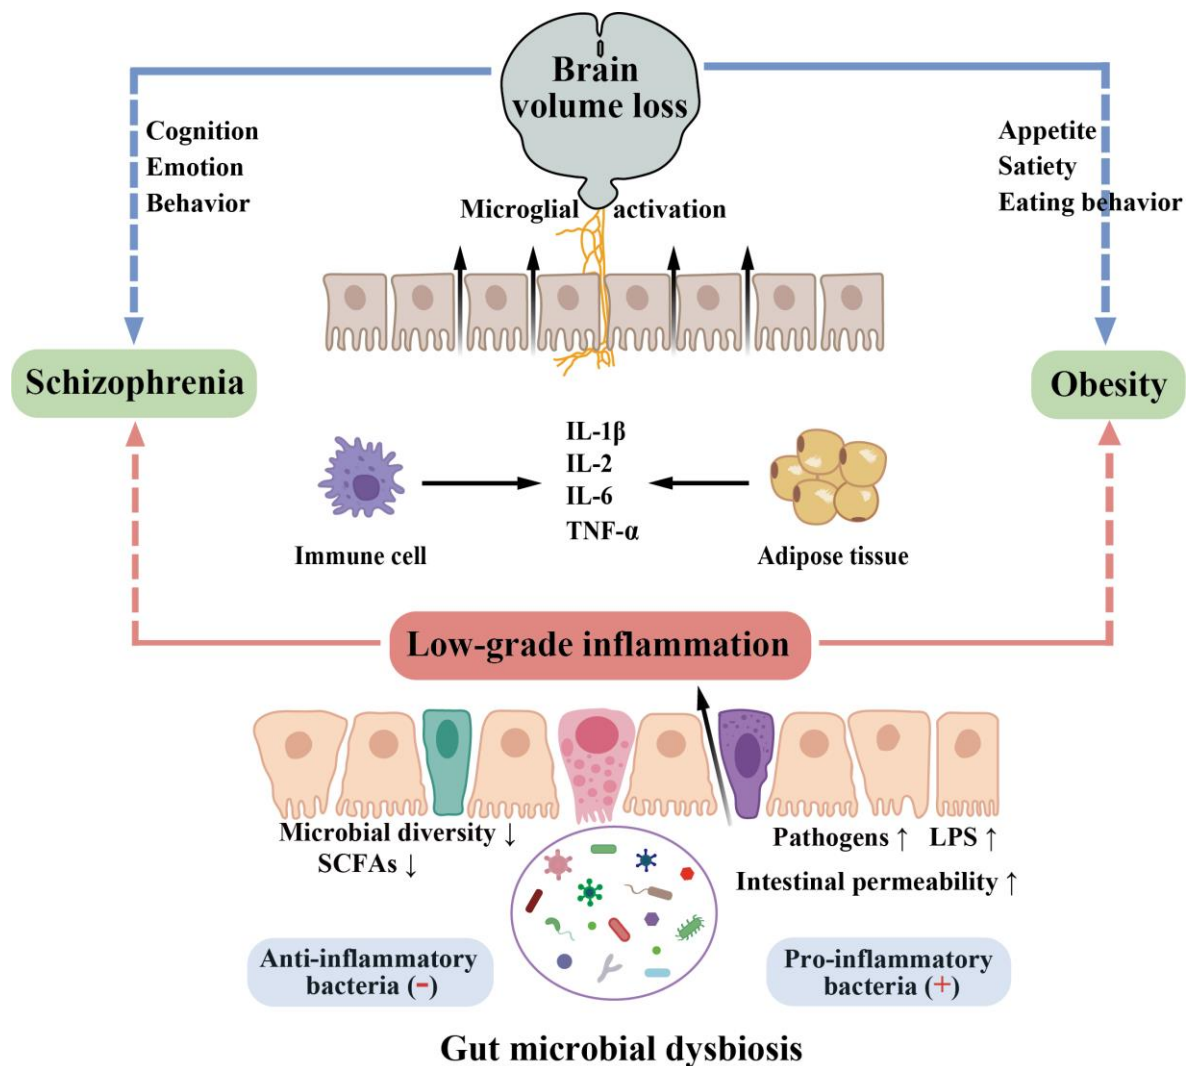 Brain
volume loss
Cognition
Emotion
Behavior
Appetite
Satiety
Eating behavior
Microglial activation
Schizophrenia
Obesity
IL-1β
IL-2
IL-6
TNF-α
Immune cell
Adipose tissue
Low-grade inflammation
Microbial diversity ↓
SCFAs ↓
Pathogens ↑ LPS ↑
Intestinal permeability ↑
Anti-inflammatory
bacteria (-)
Pro-inflammatory
bacteria (+)
Gut microbial dysbiosis